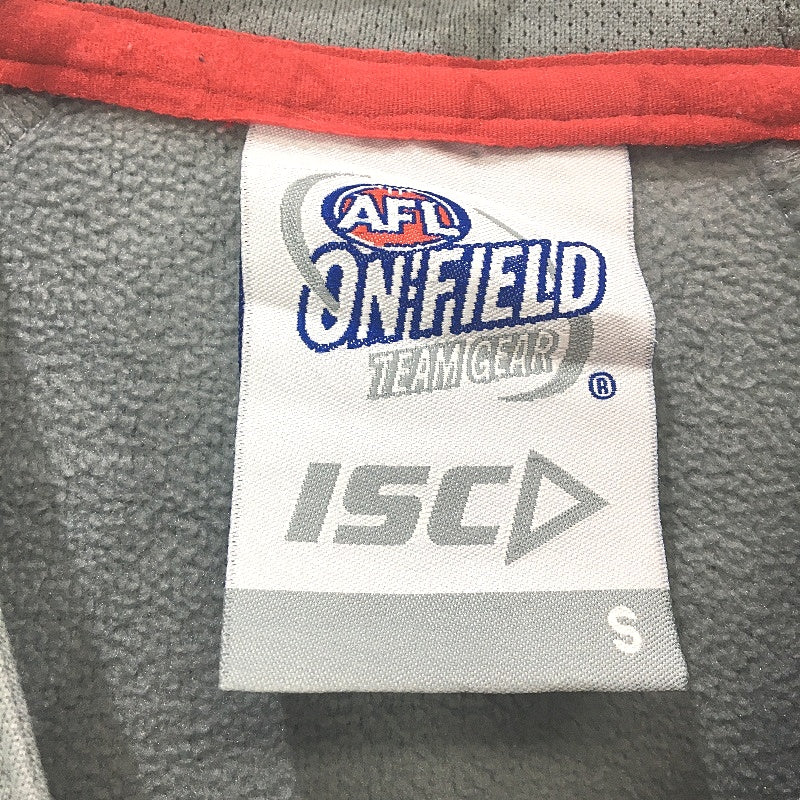 AFL
ON-FIELD
TEAM GEAR
®
ISC
S